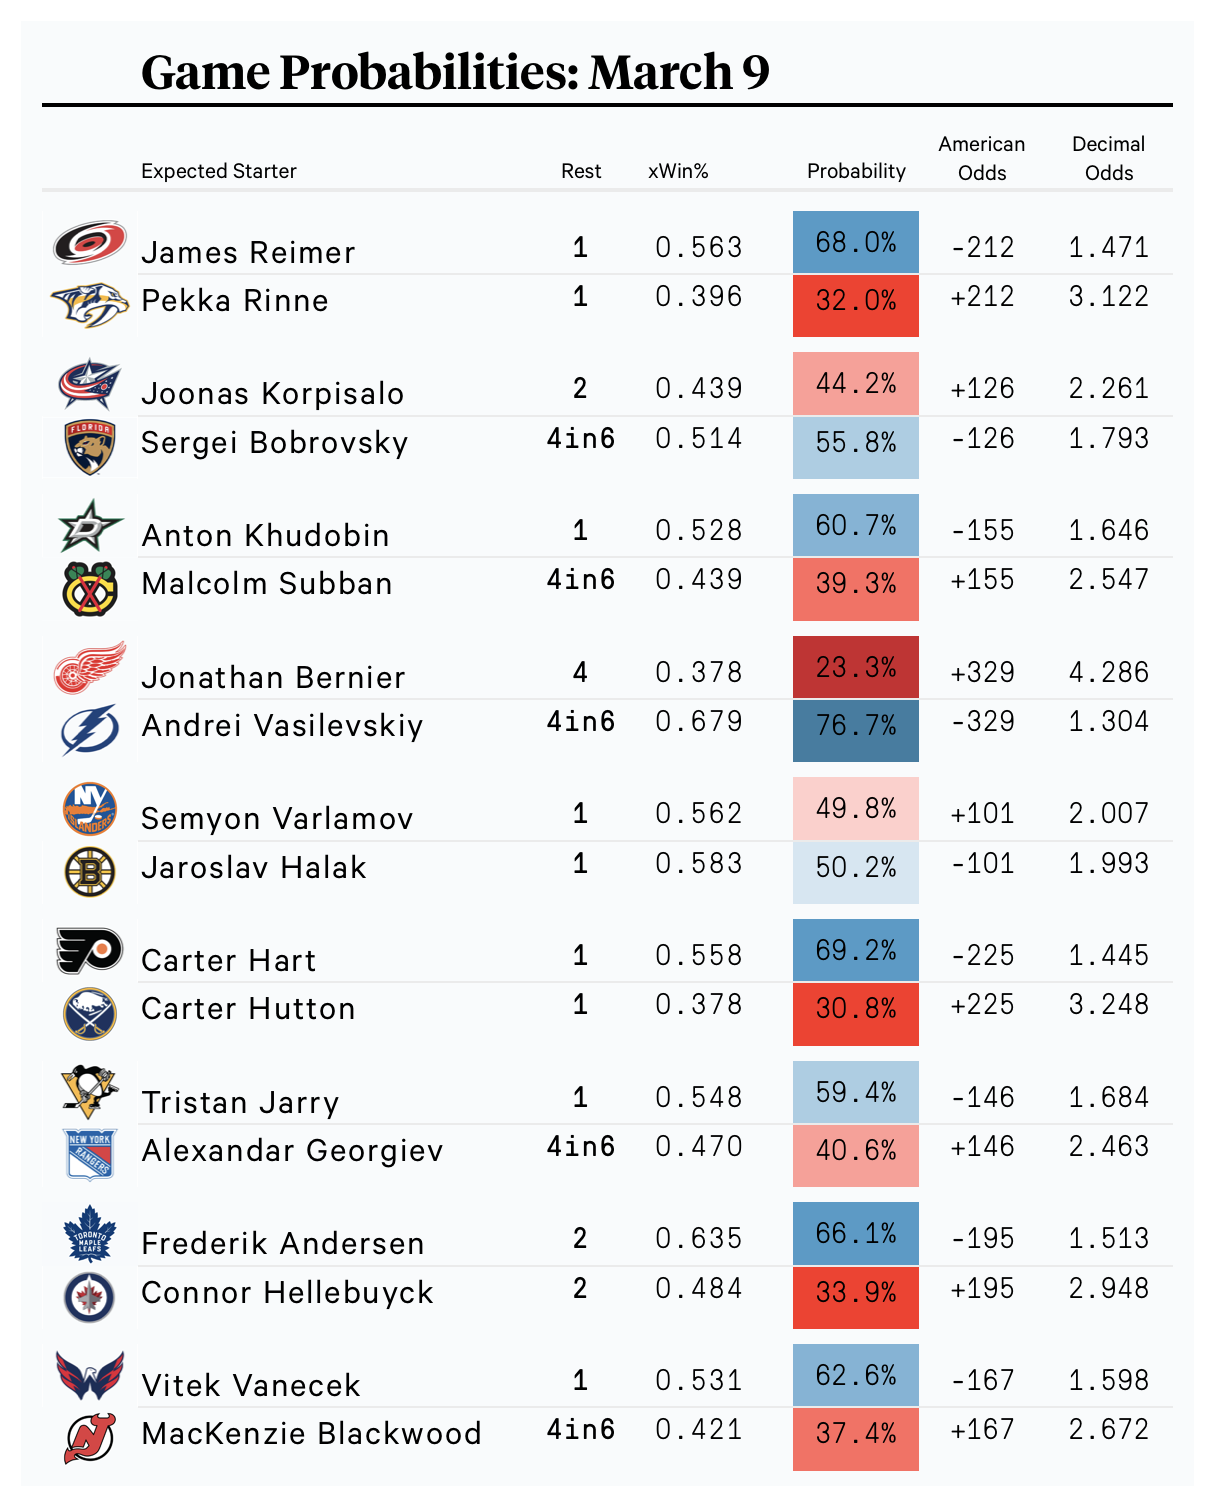 Game Probabilities: March 9
Expected Starter Rest xWin% Probability American Odds Decimal Odds
James Reimer 1 0.563 68.0% -212 1.471
Pekka Rinne 1 0.396 32.0% +212 3.122
Joonas Korpisalo 2 0.439 44.2% +126 2.261
FLORIDA
Sergei Bobrovsky 4in6 0.514 55.8% -126 1.793
Anton Khudobin 1 0.528 60.7% -155 1.646
Malcolm Subban 4in6 0.439 39.3% +155 2.547
Jonathan Bernier 4 0.378 23.3% +329 4.286
Andrei Vasilevskiy 4in6 0.679 76.7% -329 1.304
NY ISLANDERS
Semyon Varlamov 1 0.562 49.8% +101 2.007
B
Jaroslav Halak 1 0.583 50.2% -101 1.993
Carter Hart 1 0.558 69.2% -225 1.445
Carter Hutton 1 0.378 30.8% +225 3.248
Tristan Jarry 1 0.548 59.4% -146 1.684
NEW YORK
RANGERS
Alexandar Georgiev 4in6 0.470 40.6% +146 2.463
TORONTO
MAPLE
LEAFS
Frederik Andersen 2 0.635 66.1% -195 1.513
Connor Hellebuyck 2 0.484 33.9% +195 2.948
Vitek Vanecek 1 0.531 62.6% -167 1.598
MacKenzie Blackwood 4in6 0.421 37.4% +167 2.672